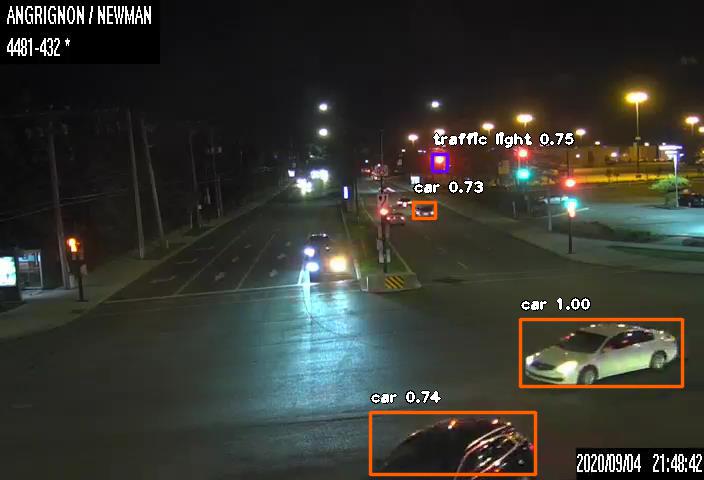 ANGRIGNON / NEWMAN
4481-432 *
traffic light 0.75
car 0.73
car 1.00
car 0.74
2020/09/04 21:48:42